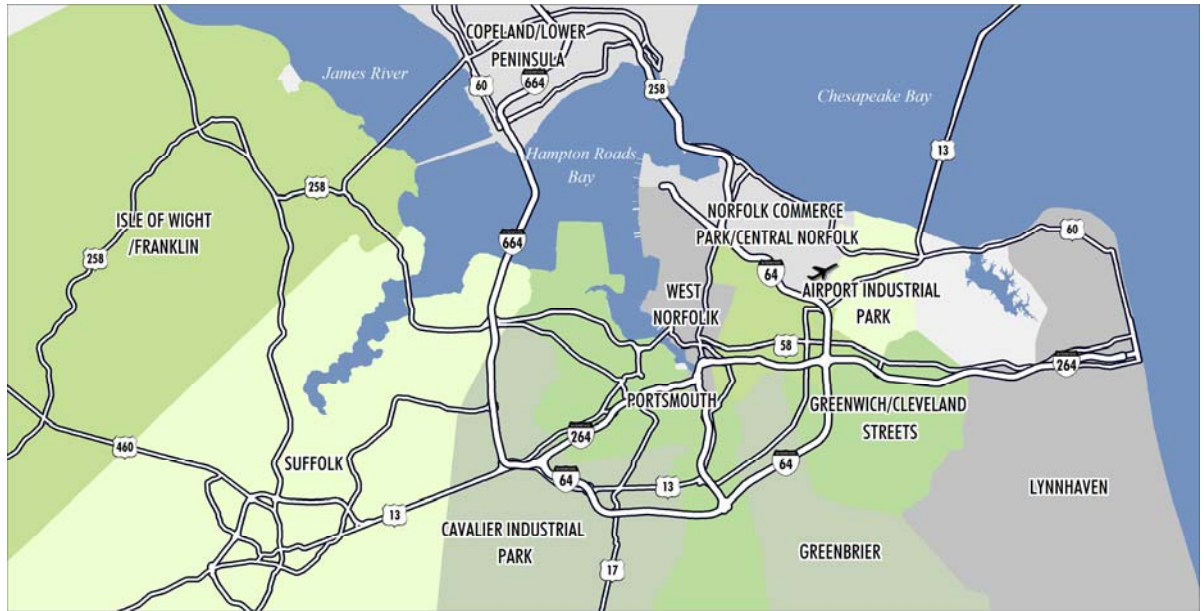 COPELAND/LOWER
PENINSULA
James River
60
664
258
Chesapeake Bay
Hampton Roads
Bay
13
258
ISLE OF WIGHT
/FRANKLIN
258
664
NORFOLK COMMERCE
PARK/CENTRAL NORFOLK
60
64
AIRPORT INDUSTRIAL
PARK
WEST
NORFOLIK
58
264
PORTSMOUTH
GREENWICH/CLEVELAND
STREETS
264
460
SUFFOLK
64
64
13
13
LYNNHAVEN
CAVALIER INDUSTRIAL
PARK
GREENBRIER
17